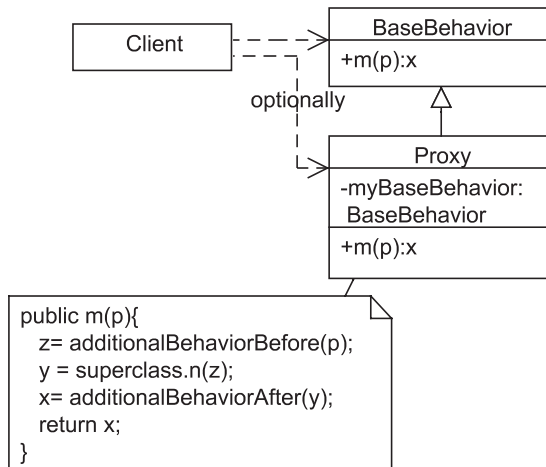 BaseBehavior
Client
+m(p):x
optionally
Proxy
-myBaseBehavior:
BaseBehavior
+m(p):x
public m(p){
z= additionalBehaviorBefore(p);
y = superclass.n(z);
x= additionalBehaviorAfter(y);
return x;
}